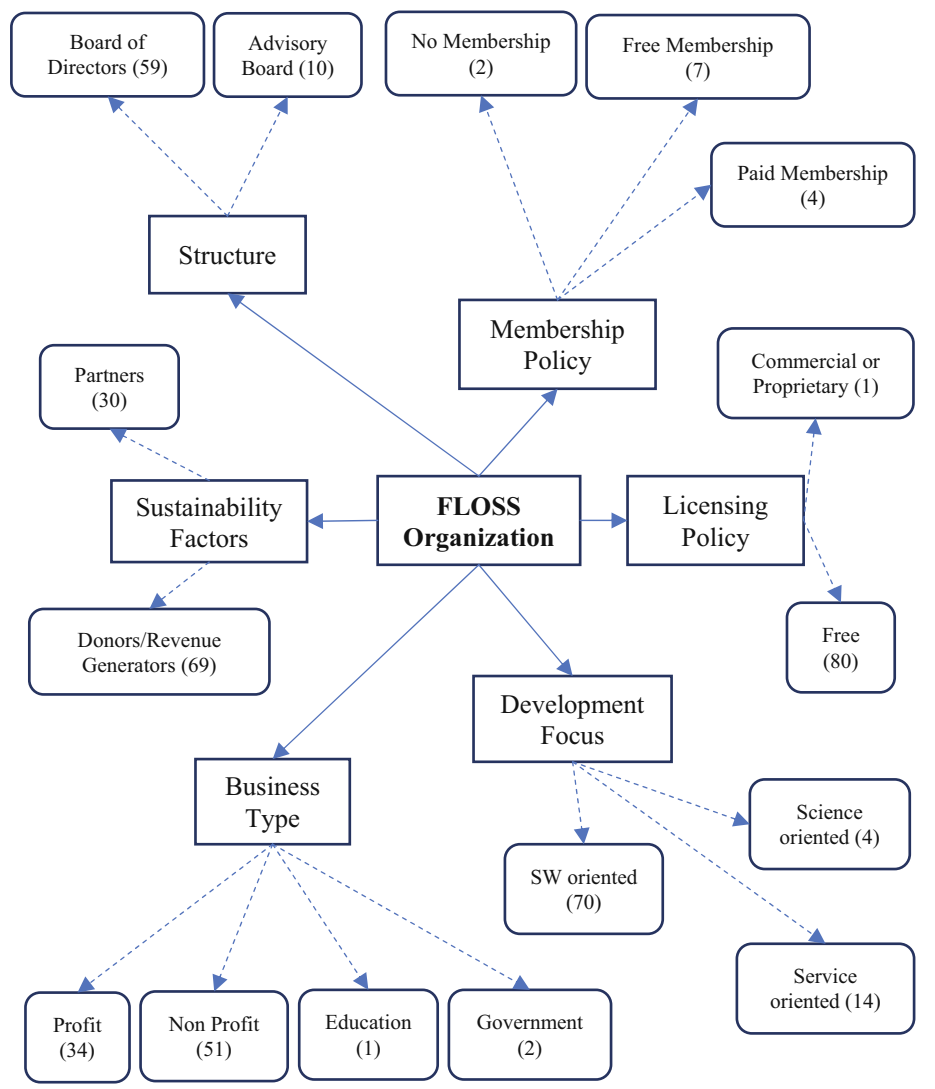 Board of
Directors (59)
Advisory
Board (10)
No Membership
(2)
Free Membership
(7)
Paid Membership
(4)
Structure
Membership
Policy
Commercial or
Proprietary (1)
Partners
(30)
Sustainability
Factors
FLOSS
Organization
Licensing
Policy
Donors/Revenue
Generators (69)
Free
(80)
Development
Focus
Business
Type
Science
oriented (4)
SW oriented
(70)
Service
oriented (14)
Profit
(34)
Non Profit
(51)
Education
(1)
Government
(2)